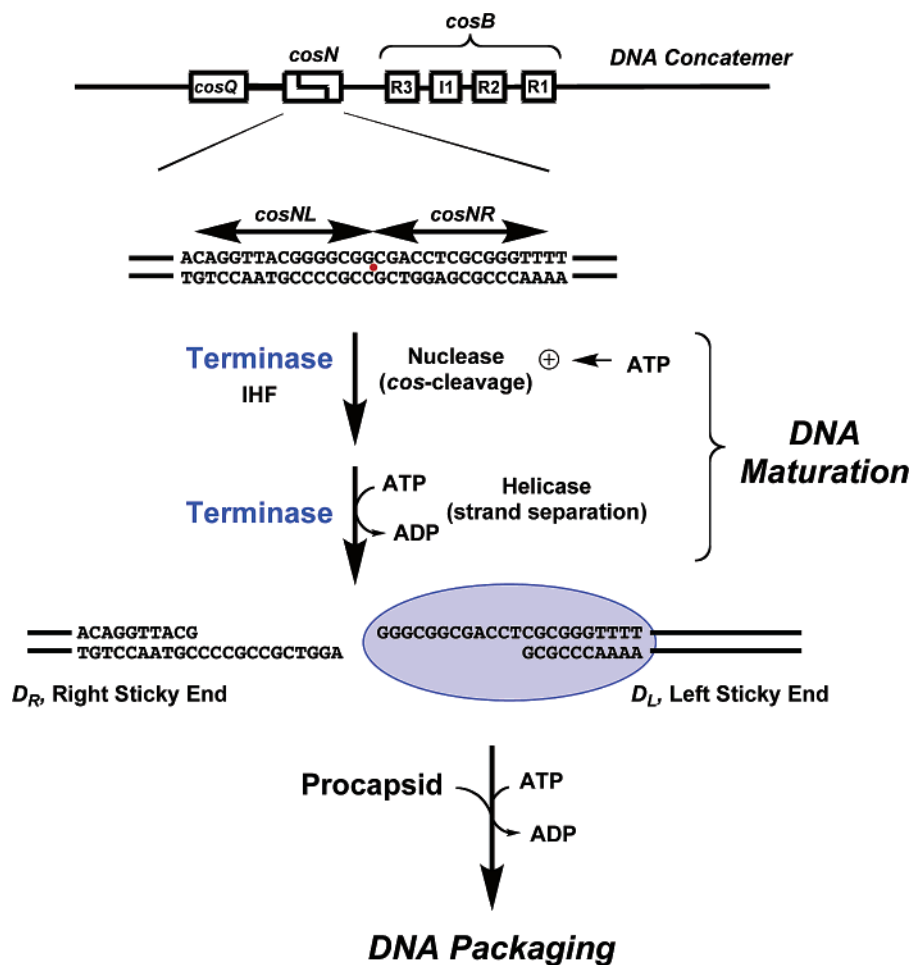 cosB
cosN
DNA Concatemer
cosQ
R3
I1
R2
R1
cosNL
cosNR
ACAGGTTACGGGGCGGCGACCTCGCGGGTTTT
TGTCCAATGCCCCGCCGCTGGAGCGCCCAAAA
Terminase
IHF
Nuclease
(cos-cleavage)
+
ATP
DNA
Maturation
Terminase
ATP
ADP
Helicase
(strand separation)
ACAGGTTACG
TGTCCAATGCCCCGCCGCTGGA
GGGCGGCGACCTCGCGGGTTTT
GCGCCCAAAA
DR, Right Sticky End
DL, Left Sticky End
Procapsid
ATP
ADP
DNA Packaging